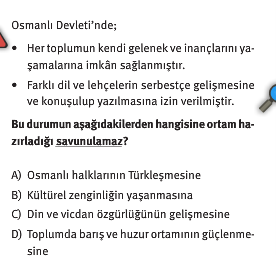 Osmanlı Devleti’nde;
• Her toplumun kendi gelenek ve inançlarını ya-
şamalarına imkân sağlanmıştır.
• Farklı dil ve lehçelerin serbestçe gelişmesine
ve konuşulup yazılmasına izin verilmiştir.
Bu durumun aşağıdakilerden hangisine ortam ha-
zırladığı savunulamaz?
A) Osmanlı halklarının Türkleşmesine
B) Kültürel zenginliğin yaşanmasına
C) Din ve vicdan özgürlüğünün gelişmesine
D) Toplumda barış ve huzur ortamının güçlenme-
sine